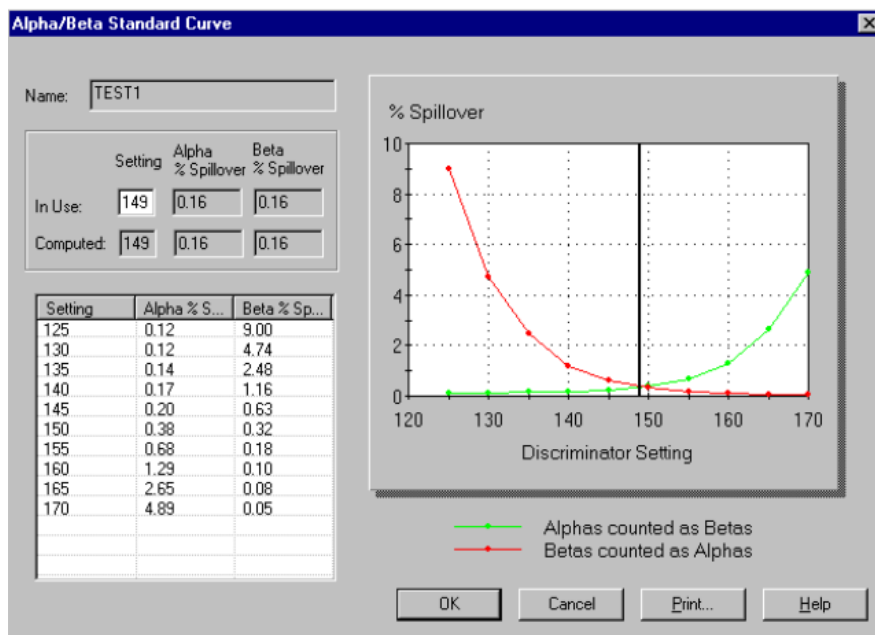 Alpha/Beta Standard Curve
Name: TEST1
Setting Alpha % Spillover Beta % Spillover
In Use: 149 0.16 0.16
Computed: 149 0.16 0.16
Setting Alpha % S... Beta % Sp...
125 0.12 9.00
130 0.12 4.74
135 0.14 2.48
140 0.17 1.16
145 0.20 0.63
150 0.38 0.32
155 0.68 0.18
160 1.29 0.10
165 2.65 0.08
170 4.89 0.05
% Spillover
10
8
6
4
2
0
120 130 140 150 160 170
Discriminator Setting
Alphas counted as Betas
Betas counted as Alphas
OK Cancel Print... Help